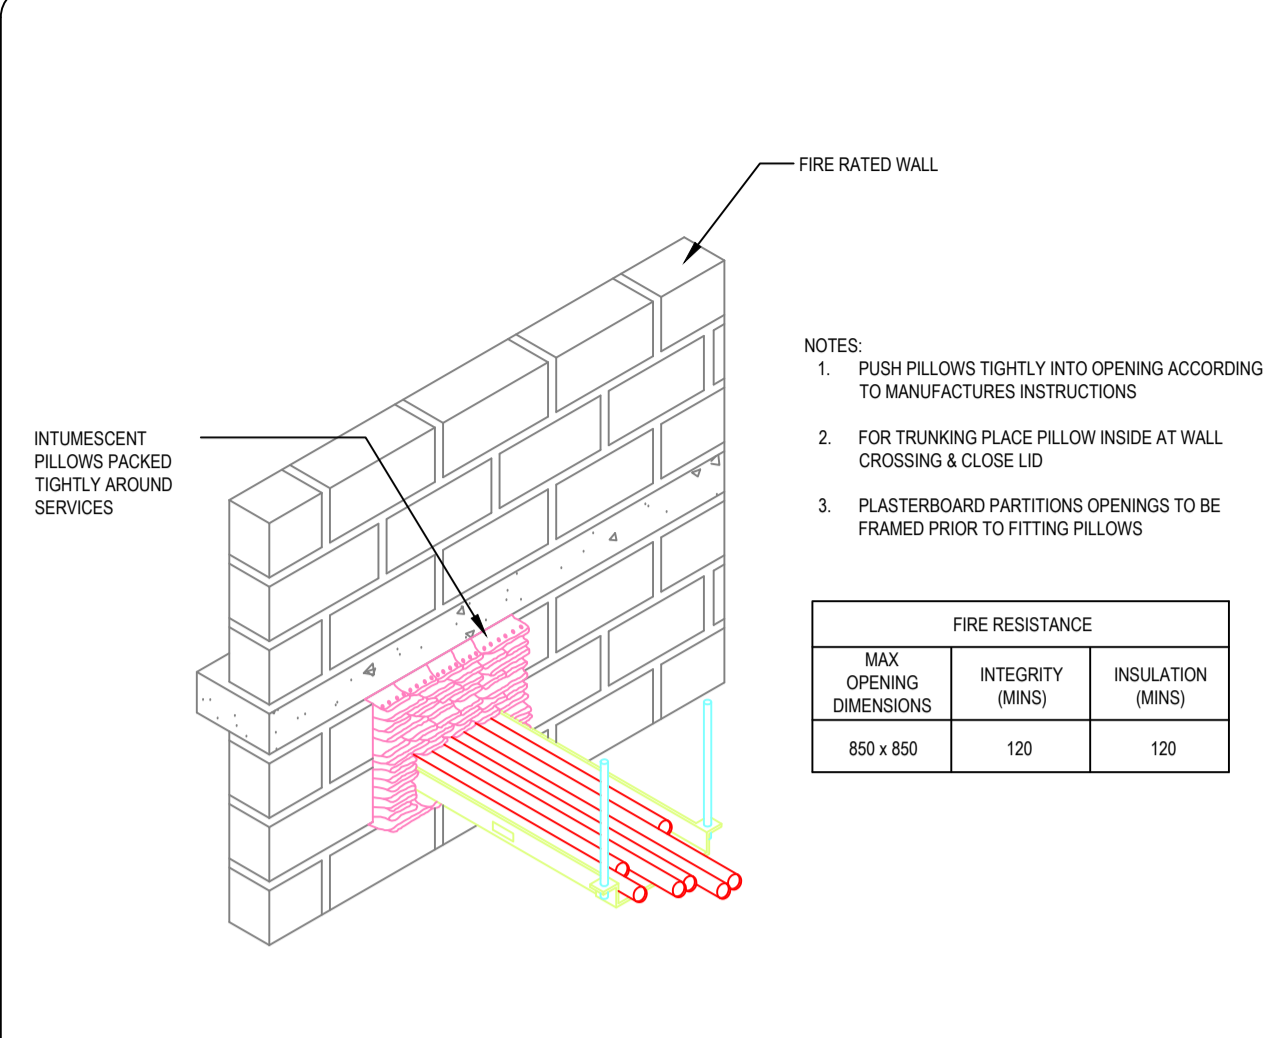 FIRE RATED WALL
INTUMESCENT
PILLOWS PACKED
TIGHTLY AROUND
SERVICES
NOTES:
1. PUSH PILLOWS TIGHTLY INTO OPENING ACCORDING
TO MANUFACTURES INSTRUCTIONS
2. FOR TRUNKING PLACE PILLOW INSIDE AT WALL
CROSSING & CLOSE LID
3. PLASTERBOARD PARTITIONS OPENINGS TO BE
FRAMED PRIOR TO FITTING PILLOWS
FIRE RESISTANCE
MAX
OPENING
DIMENSIONS
INTEGRITY
(MINS)
INSULATION
(MINS)
850 x 850
120
120